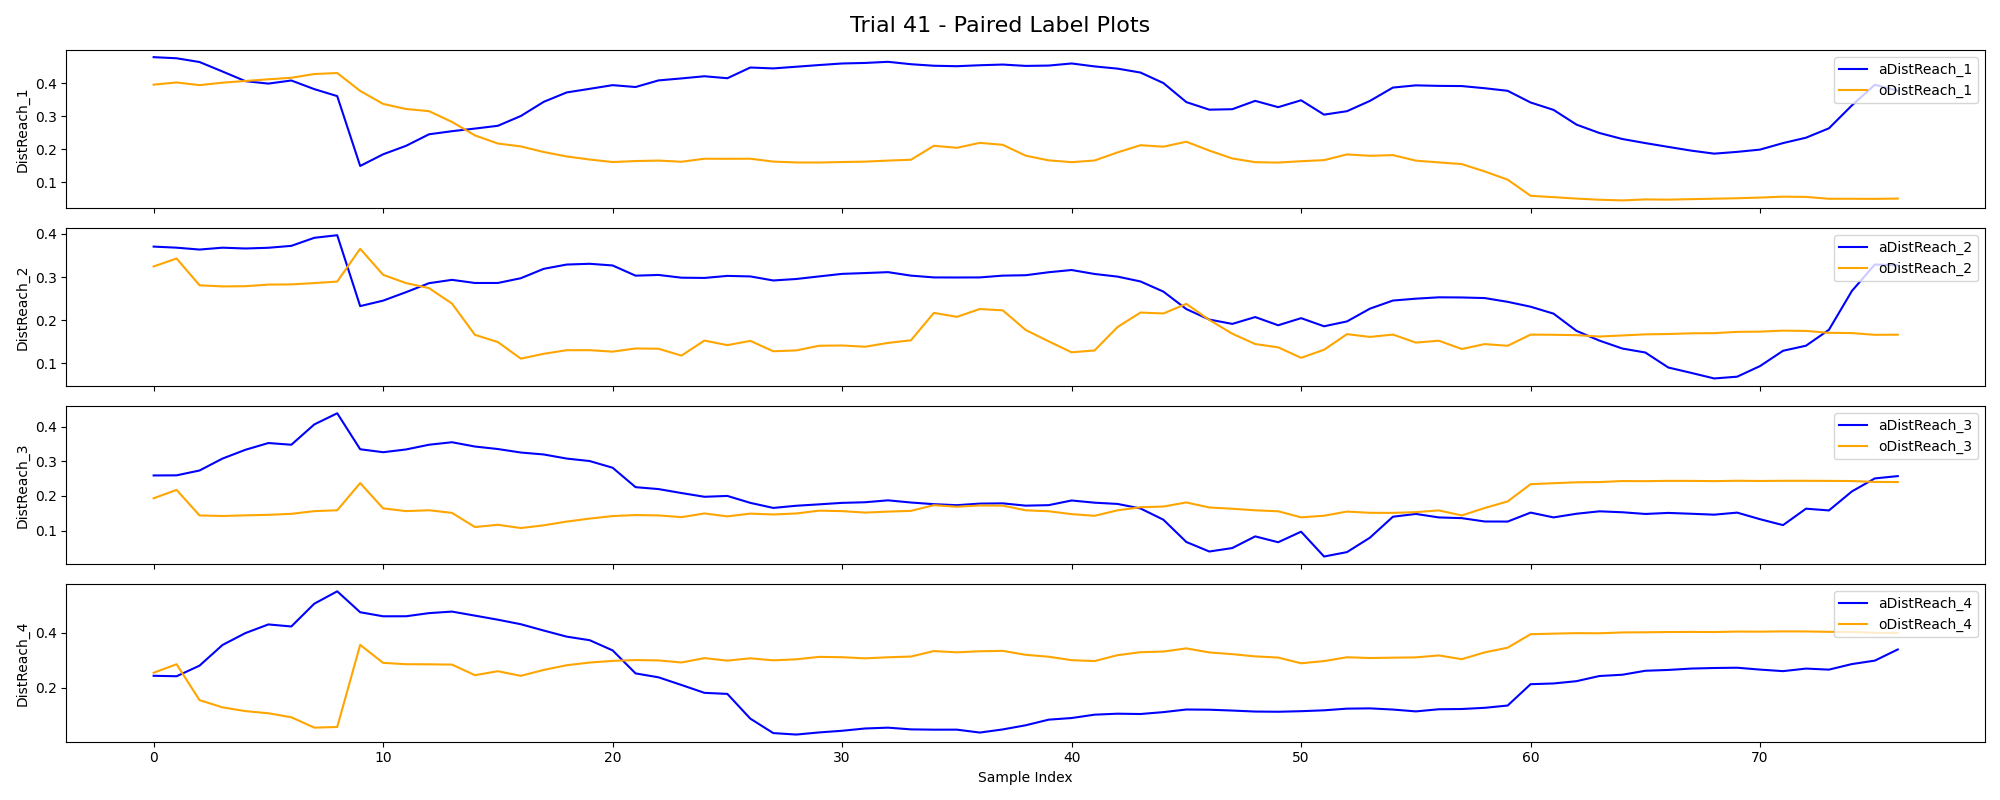 Trial 41 - Paired Label Plots
DistReach_1
0.4
0.3
0.2
0.1
aDistReach_1
oDistReach_1
DistReach_2
0.4
0.3
0.2
0.1
aDistReach_2
oDistReach_2
DistReach_3
0.4
0.3
0.2
0.1
aDistReach_3
oDistReach_3
DistReach_4
0.4
0.2
aDistReach_4
oDistReach_4
0 10 20 30 40 50 60 70
Sample Index